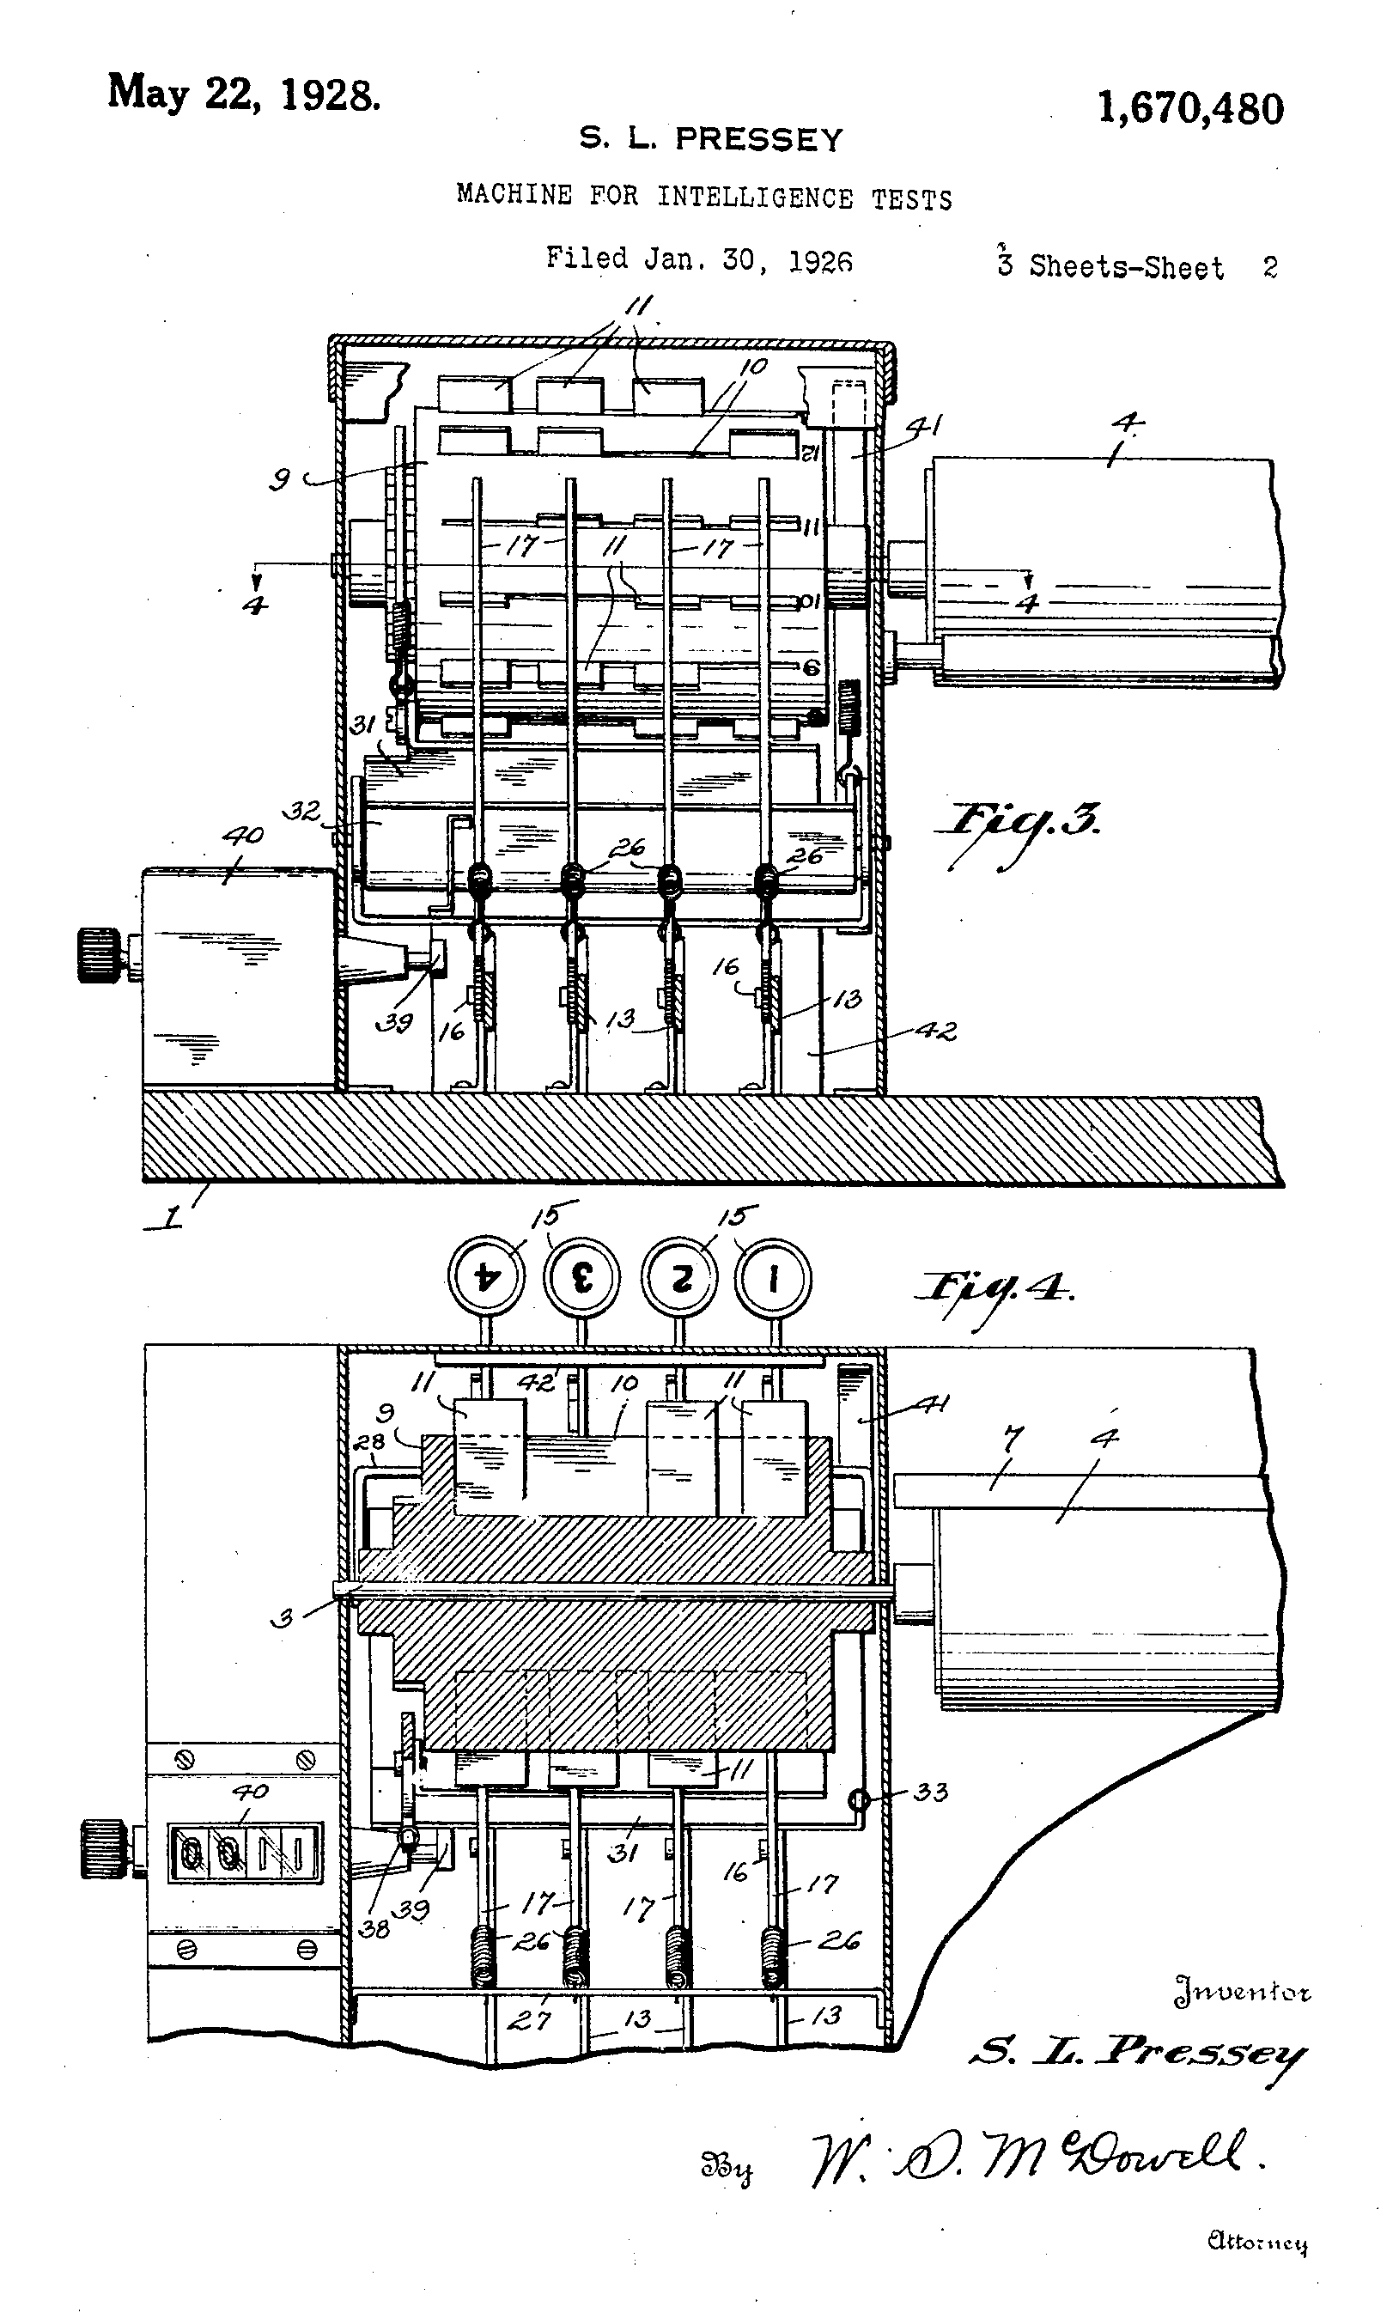 May 22, 1928.
1,670,480
S. L. PRESSEY
MACHINE FOR INTELLIGENCE TESTS
Filed Jan. 30, 1926
3 Sheets-Sheet 2
11
10
12
41
4
9
11
17 11 17
4 4
10
9
31
32
40
26 26
Fig. 3.
16
13
39 16 13
42
1
15 15
4 3 2 1
Fig. 4.
11 42 10 11
9
41
28
7 4
3
11
40
33
0 0 1 1
31
16
17 17 17
38 39
26 26
27 13 13
Inventor
S. L. Pressey
By W. D. McDowell.
Attorney